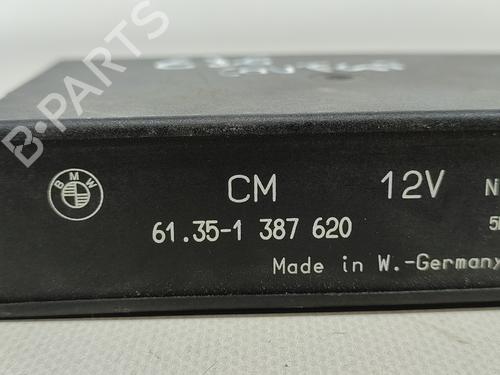 B-PARTS
BMW
CM 12V
61.35-1 387 620
Made in W.-Germany